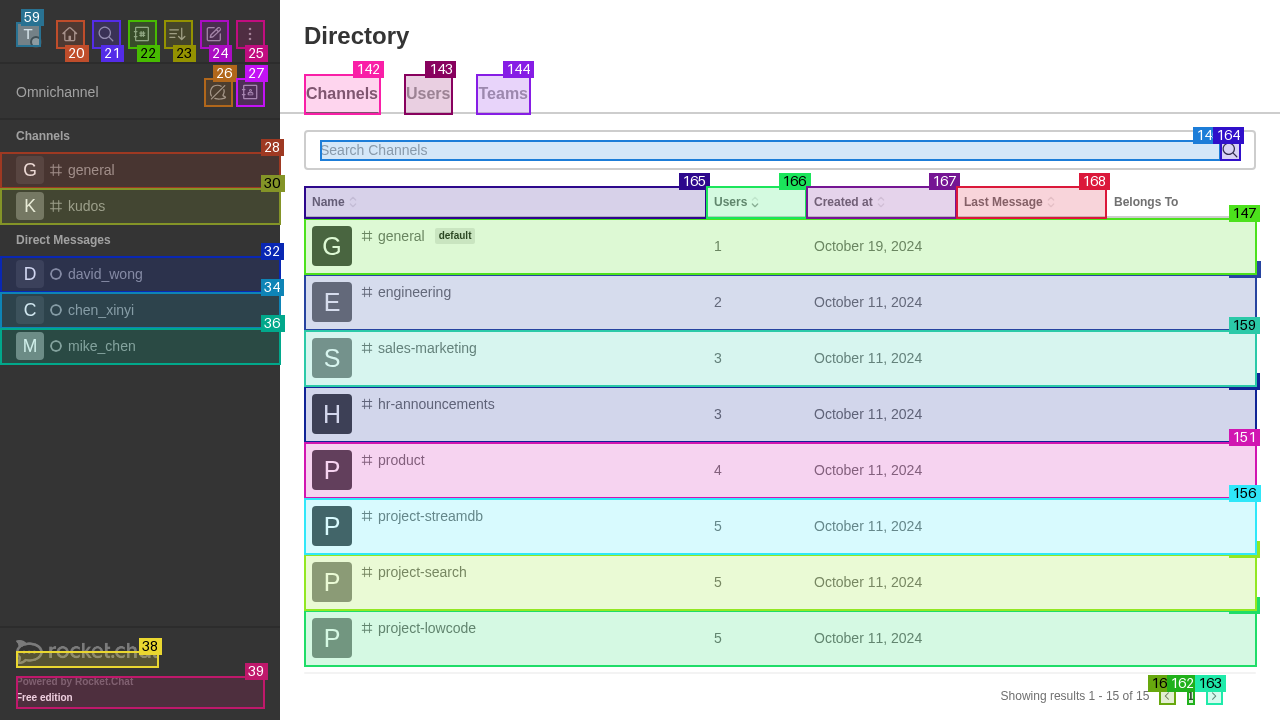 59
T
20
21
22
23
24
25
Omnichannel
26
27
Channels
28
G general
30
K kudos
Direct Messages
32
D david_wong
34
C chen_xinyi
36
M mike_chen
38
rocket.cha
39
Powered by Rocket.Chat
Free edition
Directory
142
143
144
Channels Users Teams
14 164
Search Channels
165 166 167 168
Name Users Created at Last Message Belongs To
147
G general default 1 October 19, 2024
E engineering 2 October 11, 2024
159
S sales-marketing 3 October 11, 2024
H hr-announcements 3 October 11, 2024
151
P product 4 October 11, 2024
156
P project-streamdb 5 October 11, 2024
P project-search 5 October 11, 2024
P project-lowcode 5 October 11, 2024
16 162 163
Showing results 1 - 15 of 15 1